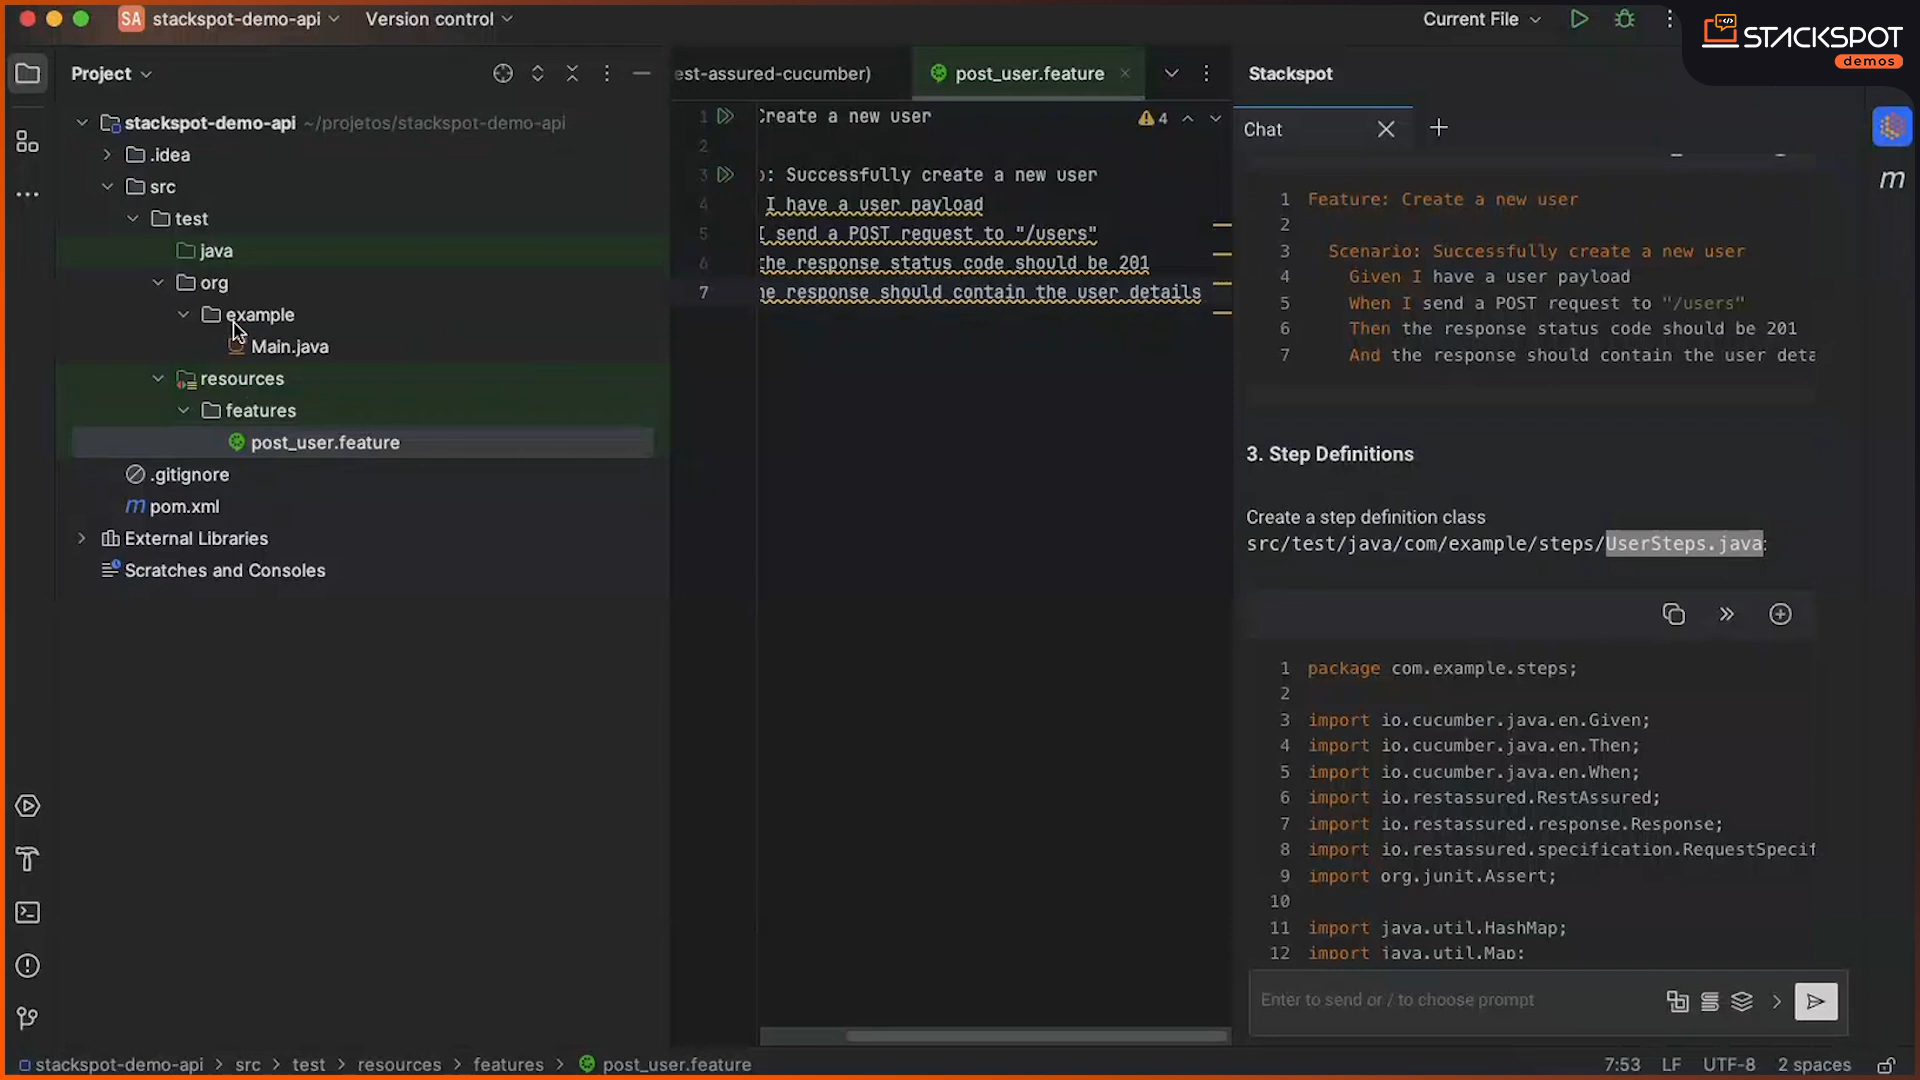 SA stackspot-demo-api Version control Current File
STACKSPOT
demos
Project
est-assured-cucumber) post_user.feature
Stackspot
stackspot-demo-api ~/projetos/stackspot-demo-api
.idea
src
test
java
org
example
Main.java
resources
features
post_user.feature
.gitignore
pom.xml
External Libraries
Scratches and Consoles
1 Create a new user 4
2
3 o: Successfully create a new user
4 I have a user payload
5 I send a POST request to "/users"
6 the response status code should be 201
7 he response should contain the user details
Chat
1 Feature: Create a new user
2
3 Scenario: Successfully create a new user
4 Given I have a user payload
5 When I send a POST request to "/users"
6 Then the response status code should be 201
7 And the response should contain the user deta
3. Step Definitions
Create a step definition class
src/test/java/com/example/steps/UserSteps.java:
1 package com.example.steps;
2
3 import io.cucumber.java.en.Given;
4 import io.cucumber.java.en.Then;
5 import io.cucumber.java.en.When;
6 import io.restassured.RestAssured;
7 import io.restassured.response.Response;
8 import io.restassured.specification.RequestSpecif
9 import org.junit.Assert;
10
11 import java.util.HashMap;
12 import java.util.Map;
Enter to send or / to choose prompt
stackspot-demo-api > src > test > resources > features > post_user.feature 7:53 LF UTF-8 2 spaces